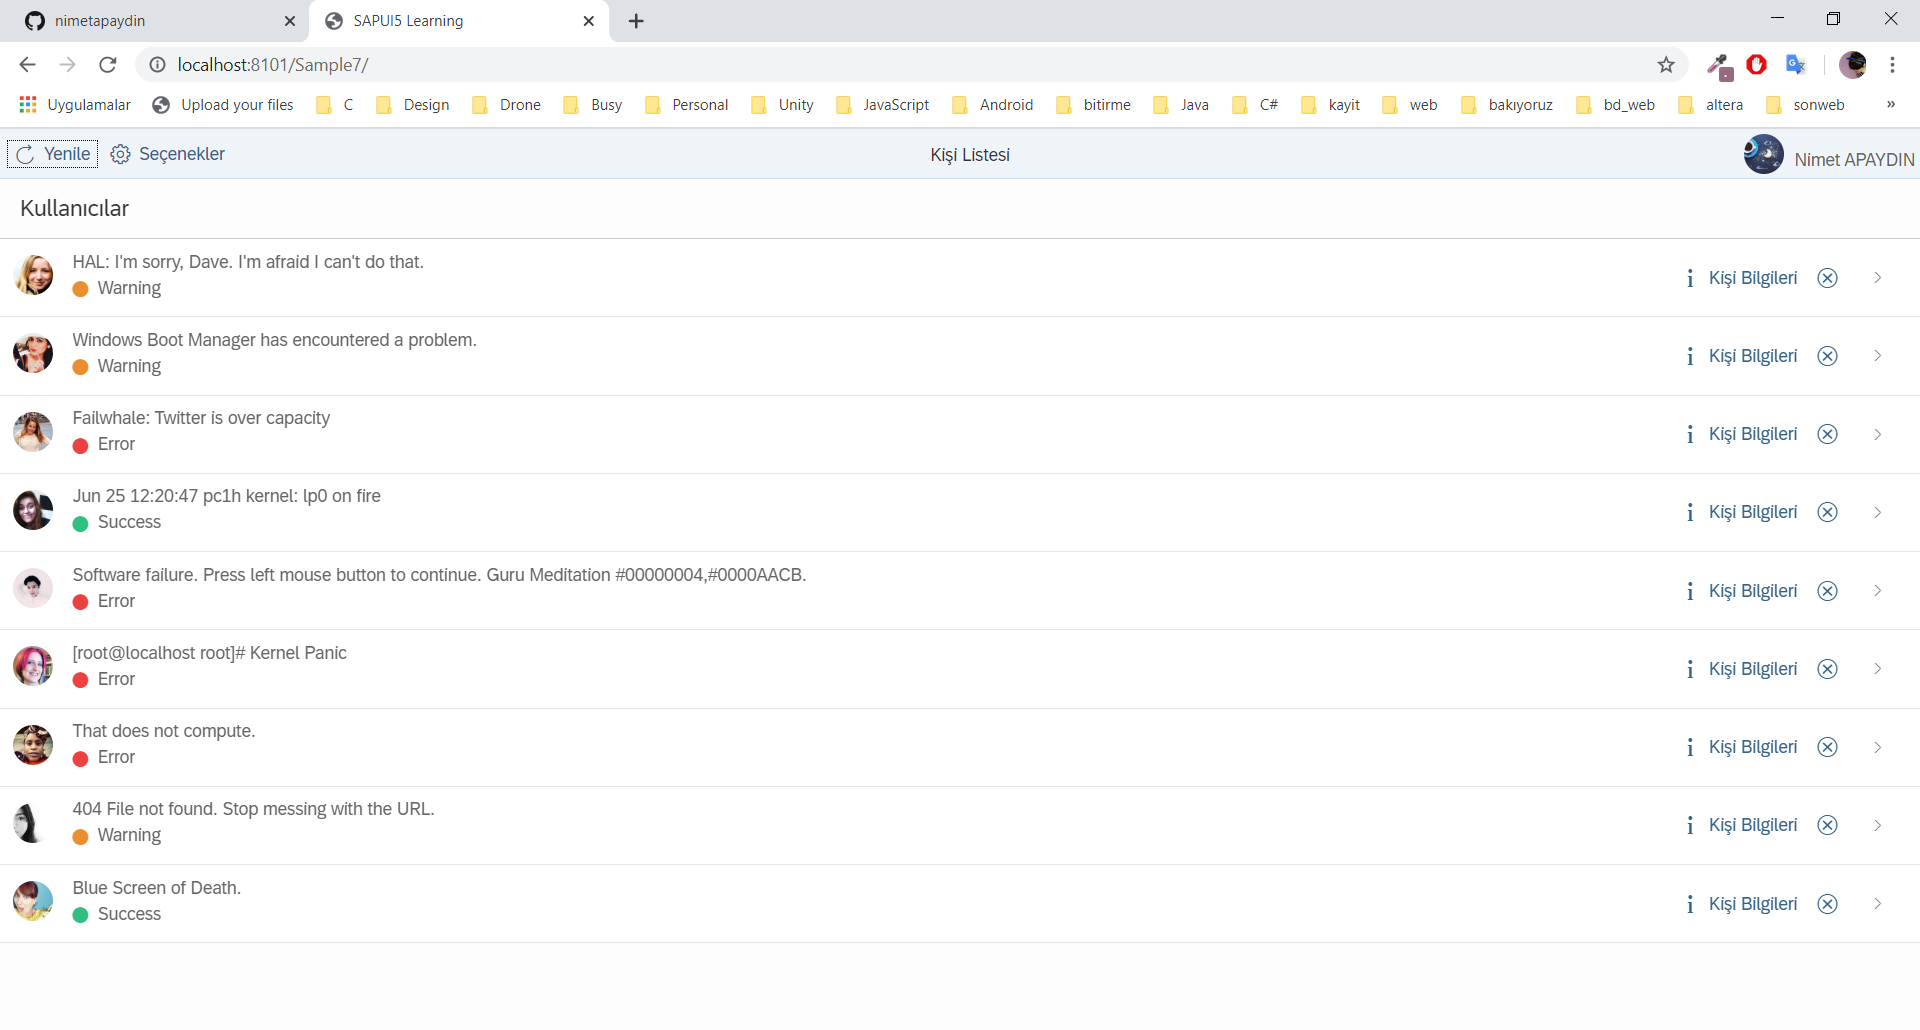 nimetapaydin
SAPUI5 Learning
localhost:8101/Sample7/
Uygulamalar Upload your files C Design Drone Busy Personal Unity JavaScript Android bitirme Java C# kayit web bakıyoruz bd_web altera sonweb »
Yenile Seçenekler Kişi Listesi Nimet APAYDIN
Kullanıcılar
HAL: I'm sorry, Dave. I'm afraid I can't do that.
Warning
Kişi Bilgileri
Windows Boot Manager has encountered a problem.
Warning
Kişi Bilgileri
Failwhale: Twitter is over capacity
Error
Kişi Bilgileri
Jun 25 12:20:47 pc1h kernel: lp0 on fire
Success
Kişi Bilgileri
Software failure. Press left mouse button to continue. Guru Meditation #00000004,#0000AACB.
Error
Kişi Bilgileri
[root@localhost root]# Kernel Panic
Error
Kişi Bilgileri
That does not compute.
Error
Kişi Bilgileri
404 File not found. Stop messing with the URL.
Warning
Kişi Bilgileri
Blue Screen of Death.
Success
Kişi Bilgileri